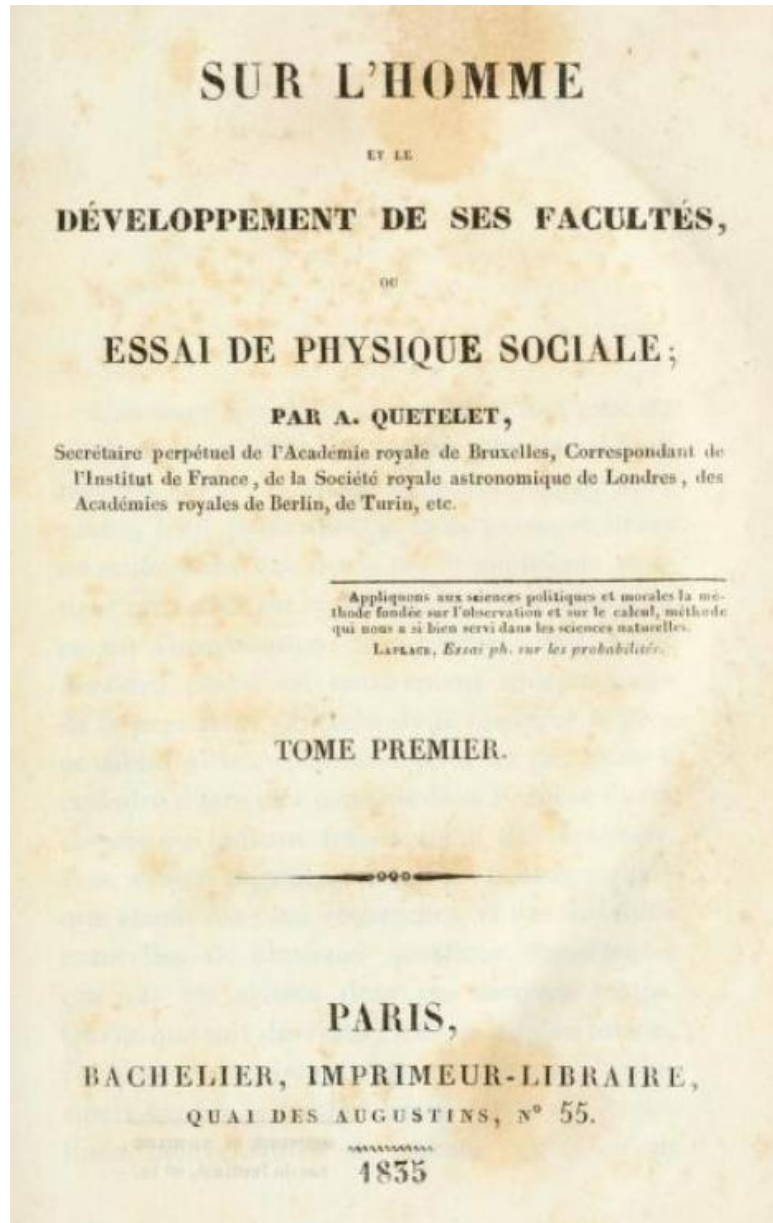 SUR L'HOMME
ET LE
DÉVELOPPEMENT DE SES FACULTÉS,
OU
ESSAI DE PHYSIQUE SOCIALE;
PAR A. QUETELET,
Secrétaire perpétuel de l'Académie royale de Bruxelles, Correspondant de
l'Institut de France, de la Société royale astronomique de Londres, des
Académies royales de Berlin, de Turin, etc.
Appliquons aux sciences politiques et morales la mé-
thode fondée sur l'observation et sur le calcul, méthode
qui nous a si bien servi dans les sciences naturelles.
LAPLACE, Essai ph. sur les probabilités.
TOME PREMIER.
PARIS,
BACHELIER, IMPRIMEUR-LIBRAIRE,
QUAI DES AUGUSTINS, N° 55.
1835